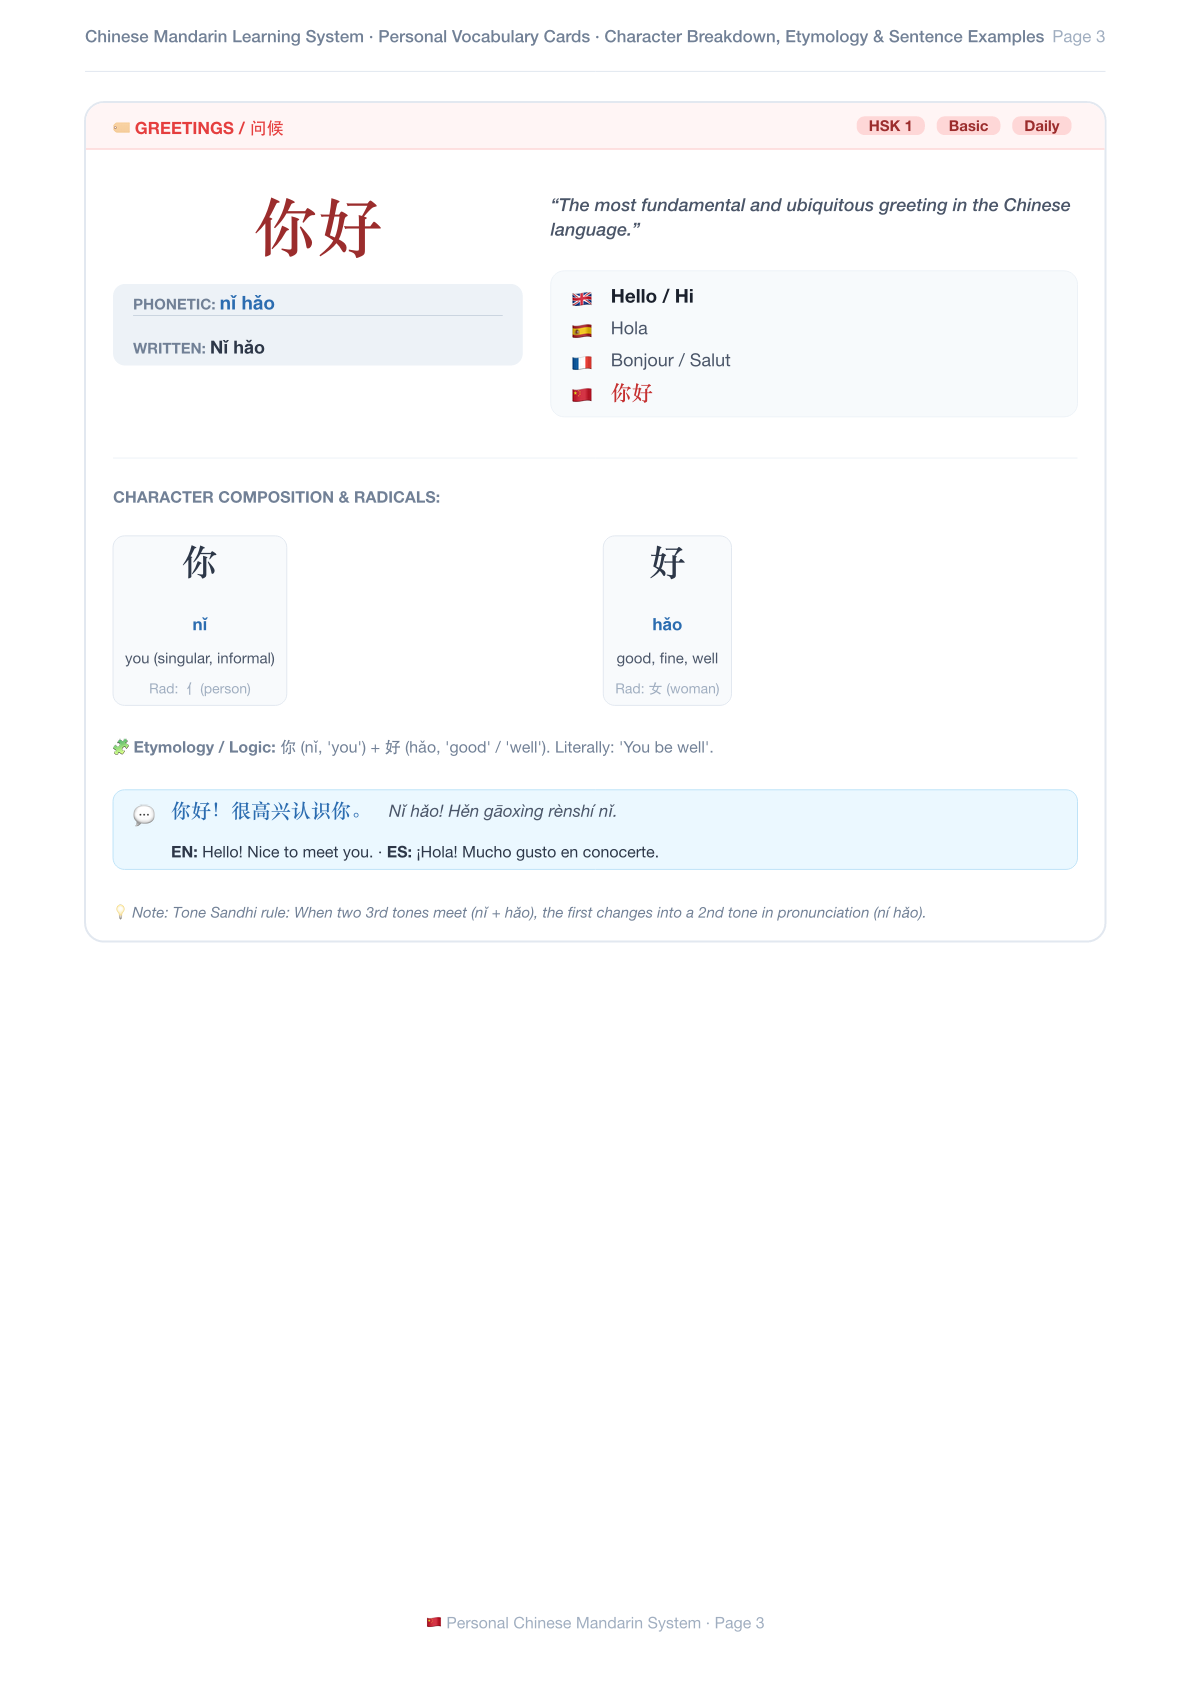 Chinese Mandarin Learning System · Personal Vocabulary Cards · Character Breakdown, Etymology & Sentence Examples Page 3
GREETINGS / 问候
HSK 1 Basic Daily
你好
PHONETIC: nǐ hǎo
WRITTEN: Nǐ hǎo
“The most fundamental and ubiquitous greeting in the Chinese
language.”
Hello / Hi
Hola
Bonjour / Salut
你好
CHARACTER COMPOSITION & RADICALS:
你
nǐ
you (singular, informal)
Rad: 亻 (person)
好
hǎo
good, fine, well
Rad: 女 (woman)
Etymology / Logic: 你 (nǐ, 'you') + 好 (hǎo, 'good' / 'well'). Literally: 'You be well'.
你好！很高兴认识你。 Nǐ hǎo! Hěn gāoxìng rènshí nǐ.
EN: Hello! Nice to meet you. · ES: ¡Hola! Mucho gusto en conocerte.
Note: Tone Sandhi rule: When two 3rd tones meet (nǐ + hǎo), the first changes into a 2nd tone in pronunciation (ní hǎo).
Personal Chinese Mandarin System · Page 3